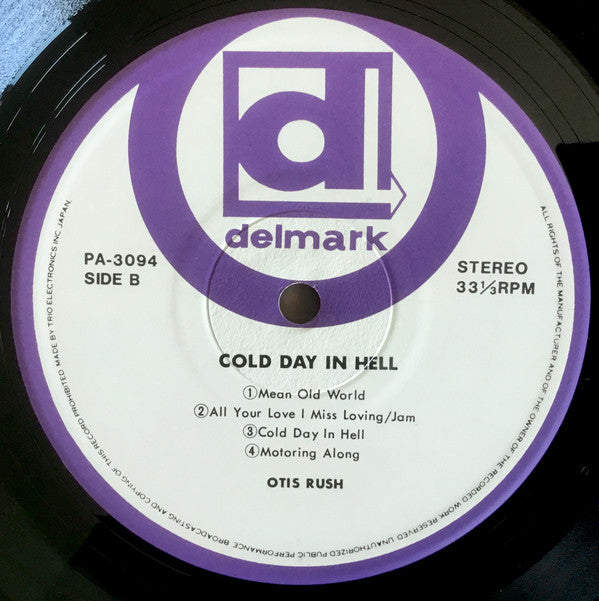 d
delmark
PA-3094
SIDE B
STEREO
33⅓RPM
COLD DAY IN HELL
①Mean Old World
②All Your Love I Miss Loving/Jam
③Cold Day In Hell
④Motoring Along
OTIS RUSH
ALL RIGHTS OF THE MANUFACTURER AND OF THE OWNER OF THE RECORDED WORK RESERVED UNAUTHORIZED PUBLIC PERFORMANCE BROADCASTING AND COPYING OF THIS RECORD PROHIBITED MADE BY TRIO ELECTRONICS INC JAPAN.